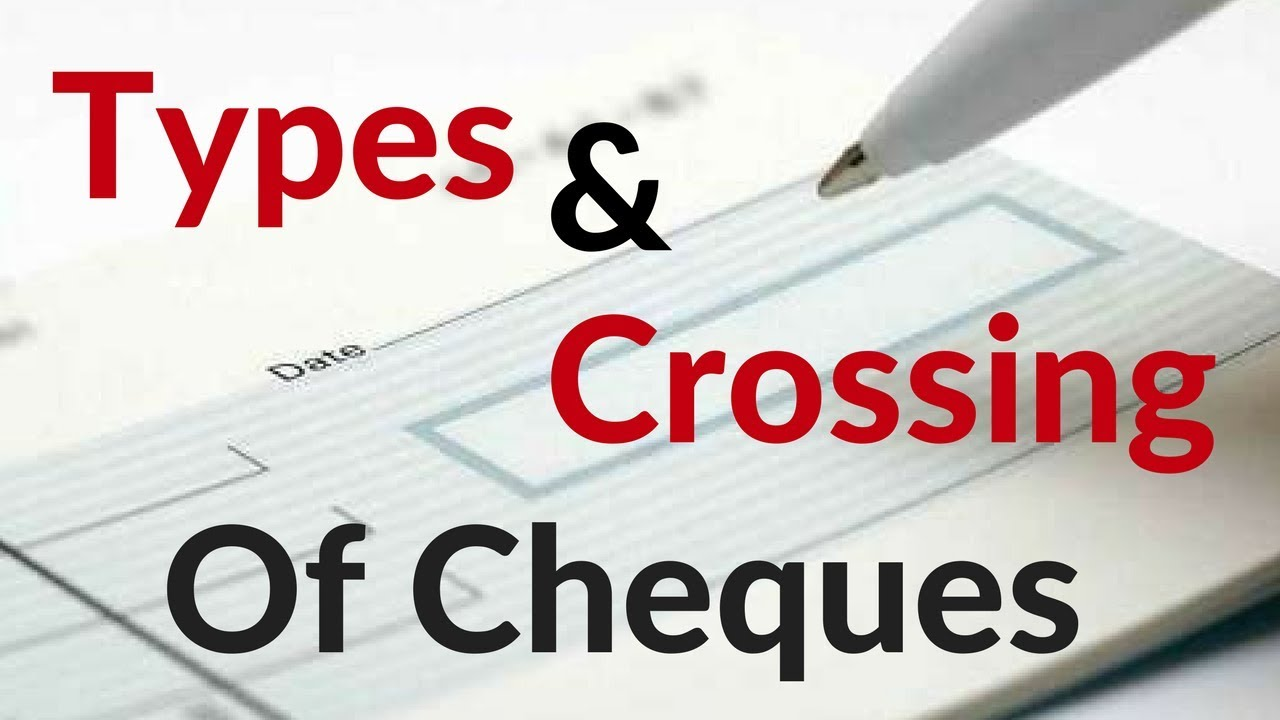 Types &
Crossing
Of Cheques
Date